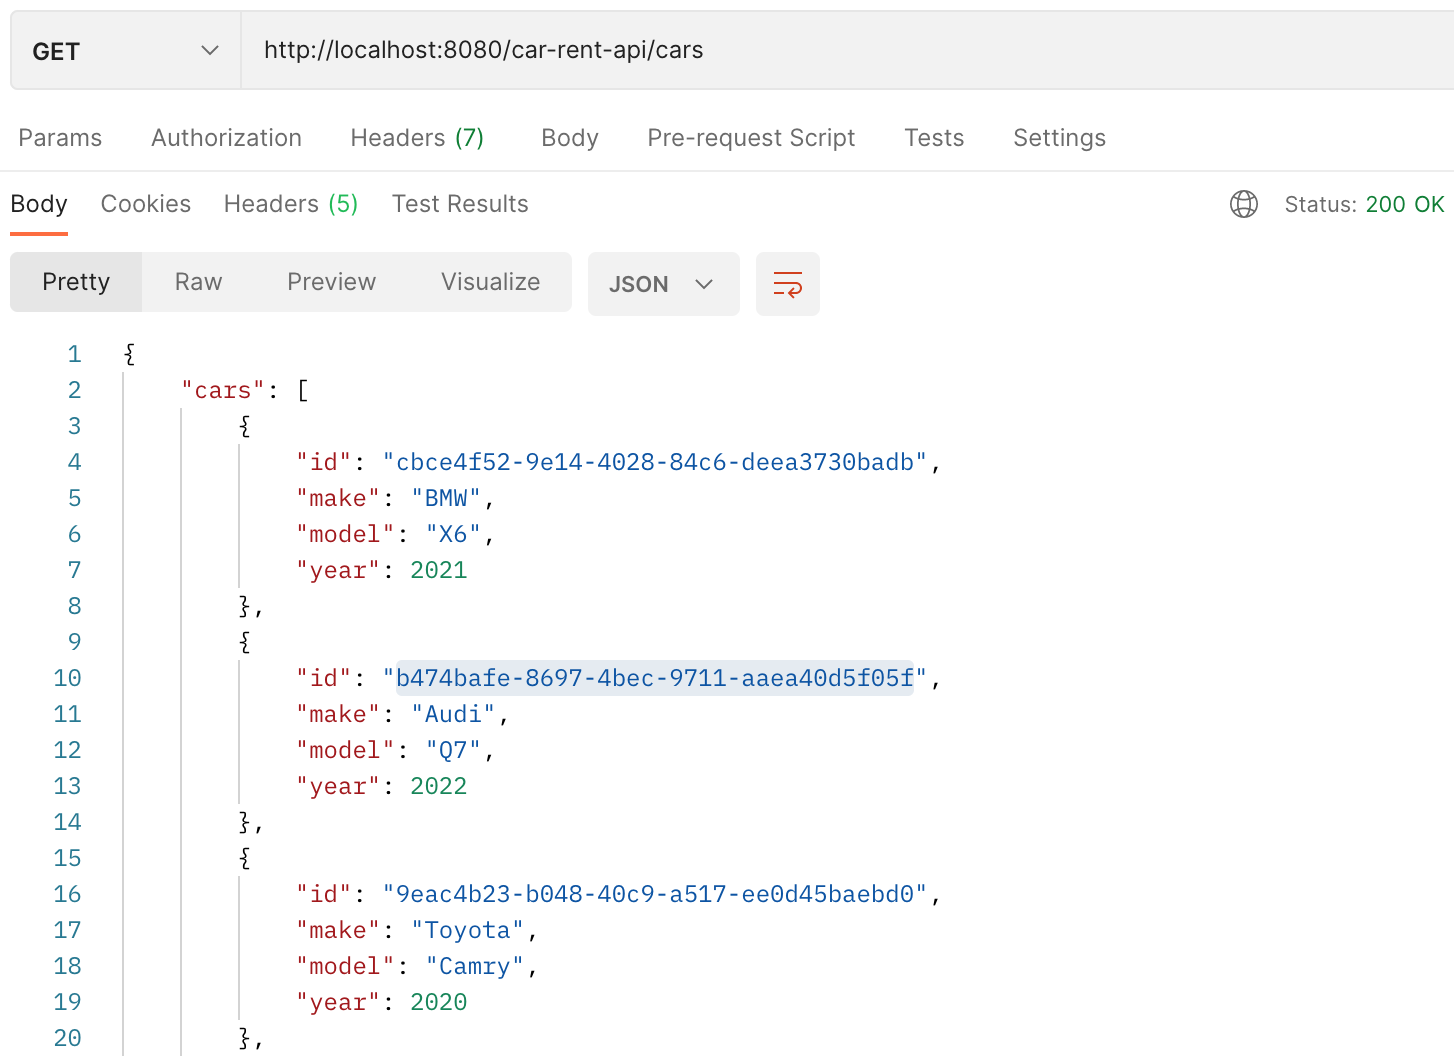 GET http://localhost:8080/car-rent-api/cars
Params Authorization Headers (7) Body Pre-request Script Tests Settings
Body Cookies Headers (5) Test Results Status: 200 OK
Pretty Raw Preview Visualize JSON
1 {
2 "cars": [
3 {
4 "id": "cbce4f52-9e14-4028-84c6-deea3730badb",
5 "make": "BMW",
6 "model": "X6",
7 "year": 2021
8 },
9 {
10 "id": "b474bafe-8697-4bec-9711-aaea40d5f05f",
11 "make": "Audi",
12 "model": "Q7",
13 "year": 2022
14 },
15 {
16 "id": "9eac4b23-b048-40c9-a517-ee0d45baebd0",
17 "make": "Toyota",
18 "model": "Camry",
19 "year": 2020
20 },